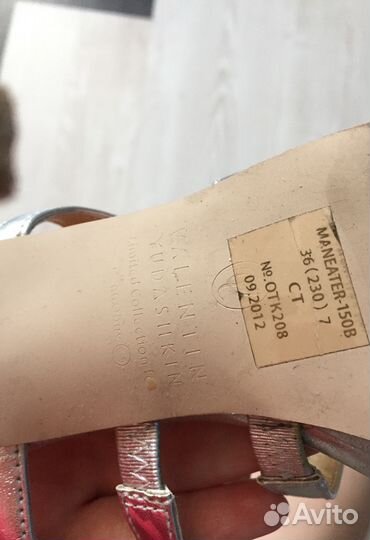 VALENTIN
YUDASHKIN
Limited Collection
MANEATER-150B
36 (230) 7
CT
№.OTK208
09.2012
Avito